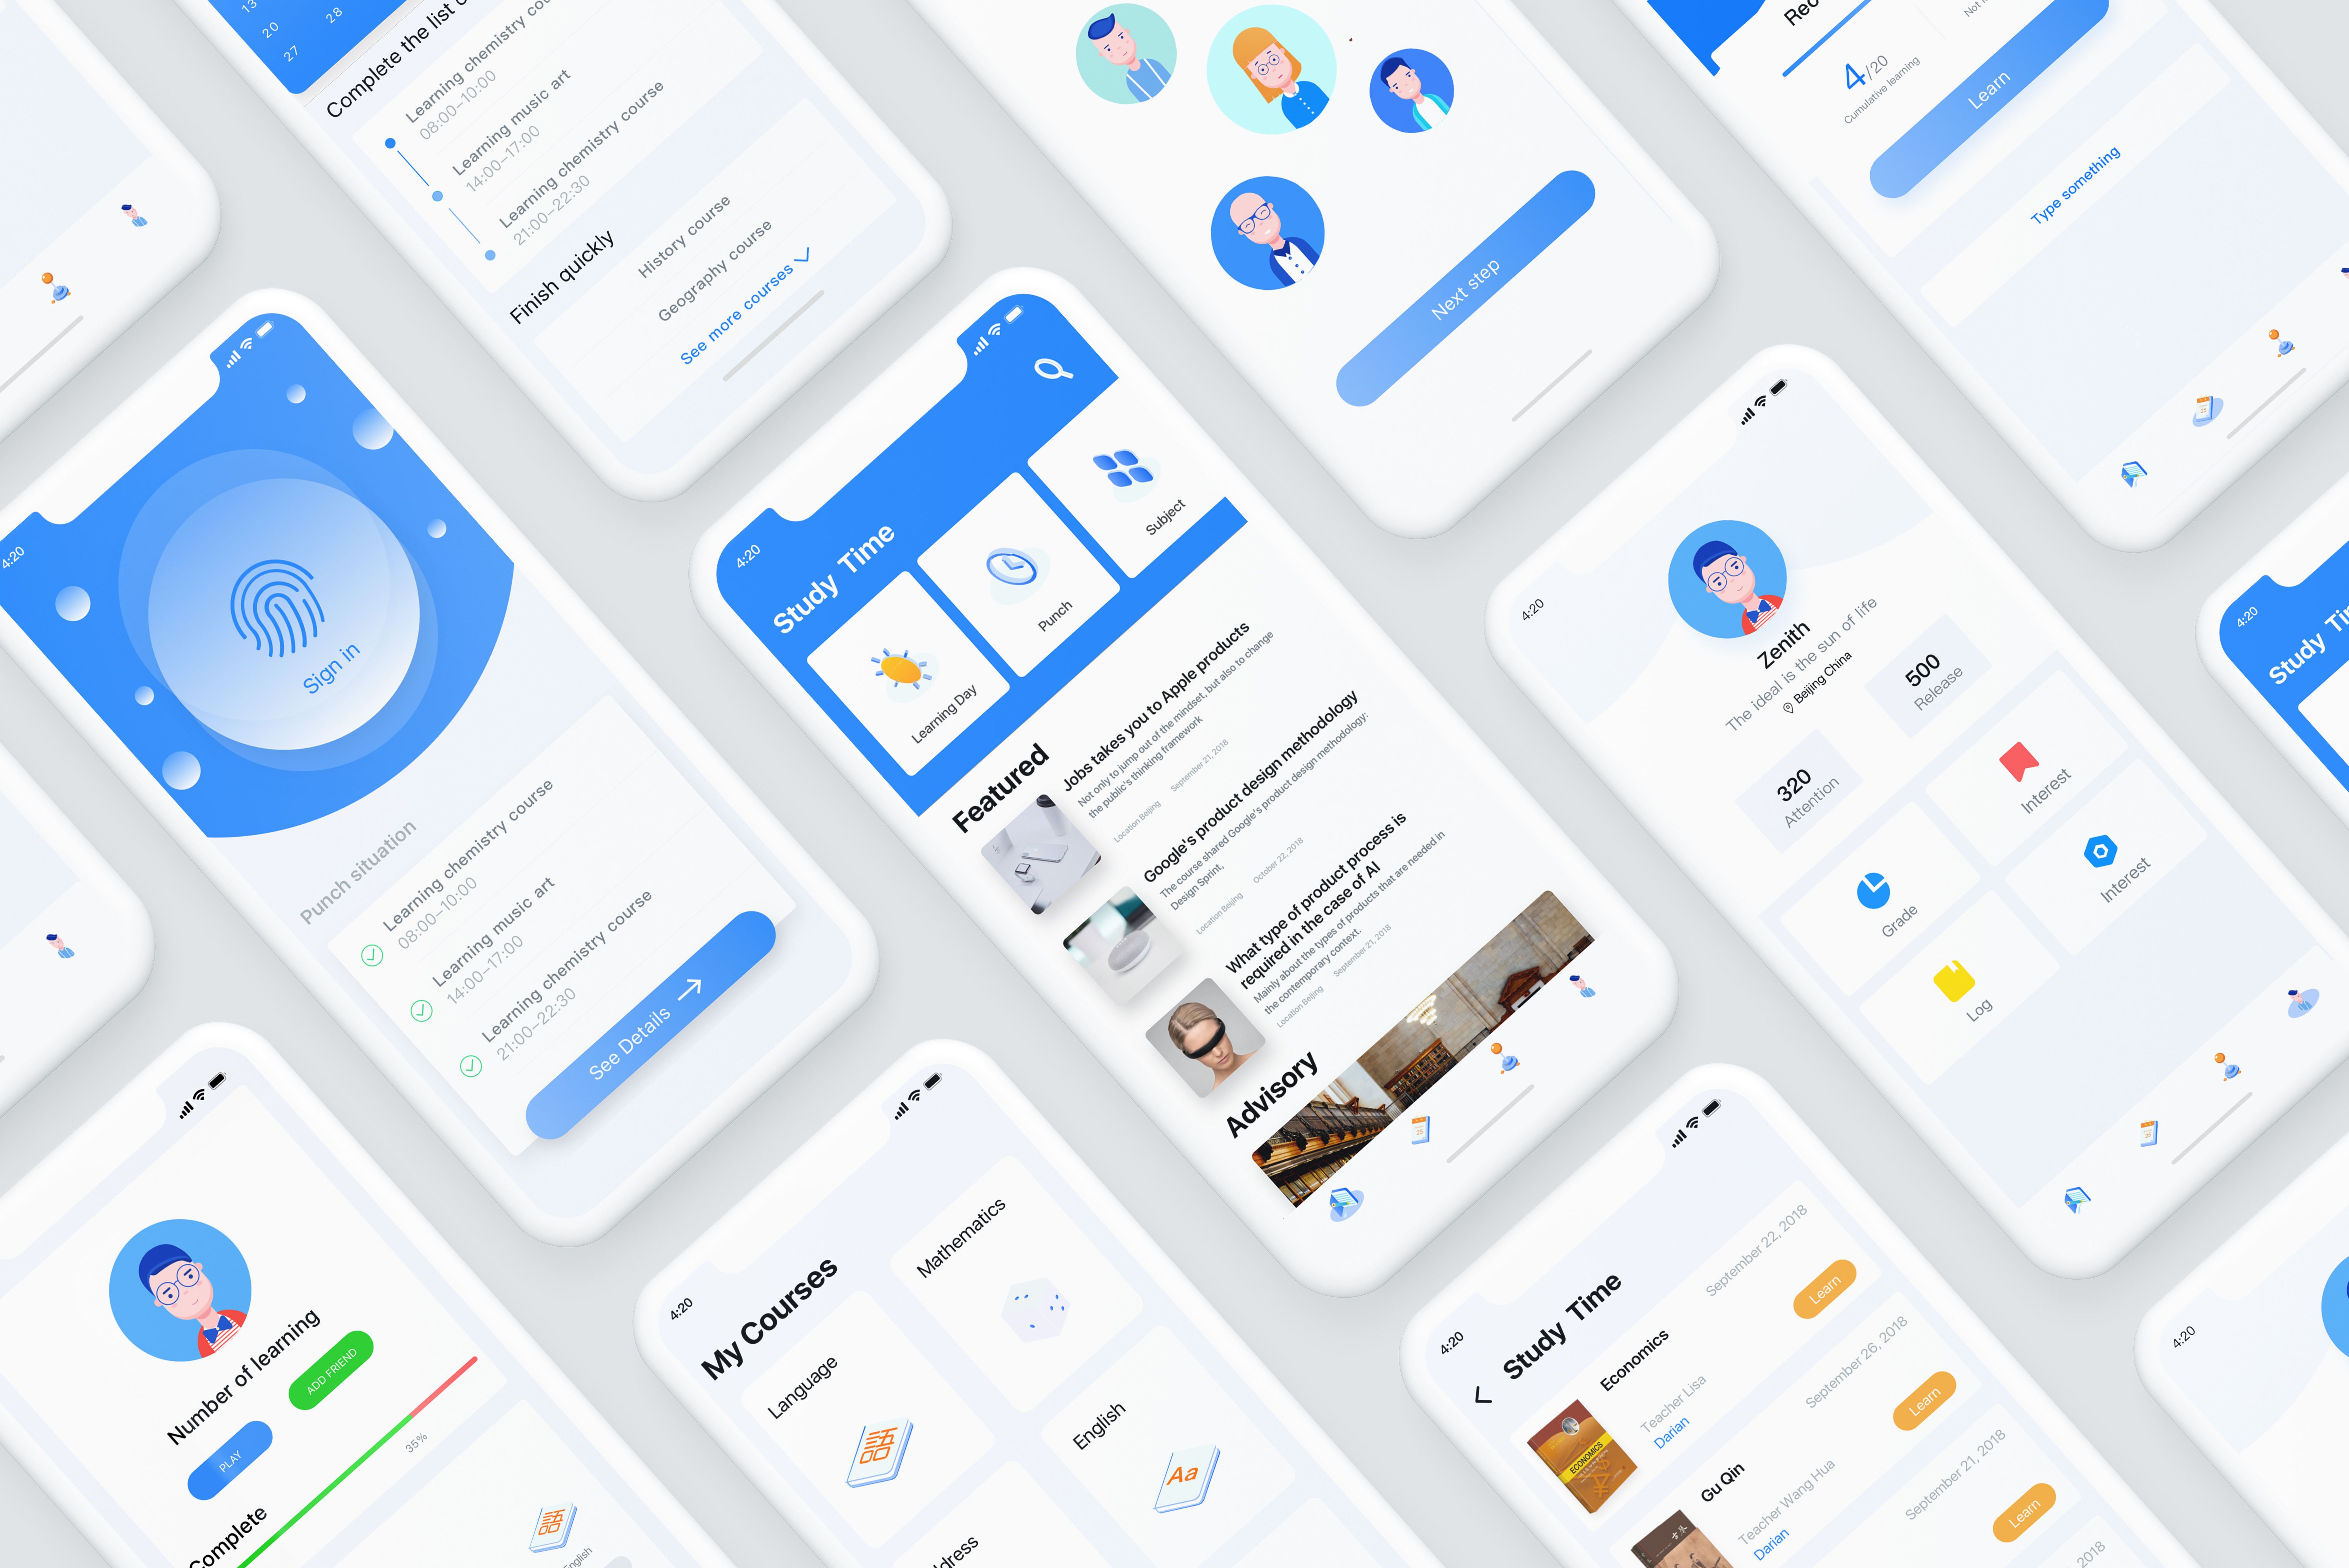 13
20
27
28
Complete the list o
Learning chemistry cou
08:00–10:00
Learning music art
14:00–17:00
Learning chemistry course
21:00–22:30
Finish quickly
History course
Geography course
See more courses
Next step
4/20
Cumulative learning
Learn
Type something
4:20
Sign in
Punch situation
Learning chemistry course
08:00–10:00
Learning music art
14:00–17:00
Learning chemistry course
21:00–22:30
See Details
4:20
Study Time
Learning Day
Punch
Subject
Featured
Jobs takes you to Apple products
Not only to jump out of the mindset, but also to change
the public's thinking framework
Location Beijing September 21, 2018
Google's product design methodology
The course shared Google's product design methodology:
Design Sprint,
Location Beijing October 22, 2018
What type of product process is
required in the case of AI
Mainly about the types of products that are needed in
the contemporary context.
Location Beijing September 21, 2018
Advisory
4:20
Zenith
The ideal is the sun of life
Beijing China
320
Attention
500
Release
Grade
Interest
Log
Interest
4:20
Study Ti
Number of learning
PLAY
ADD FRIEND
Complete
35%
語
English
4:20
My Courses
Language
語
Mathematics
English
Aa
dress
4:20
Study Time
Economics
September 22, 2018
Teacher Lisa
Darian
Learn
ECONOMICS
Gu Qin
September 26, 2018
Teacher Wang Hua
Darian
Learn
September 21, 2018
Learn
2018
4:20